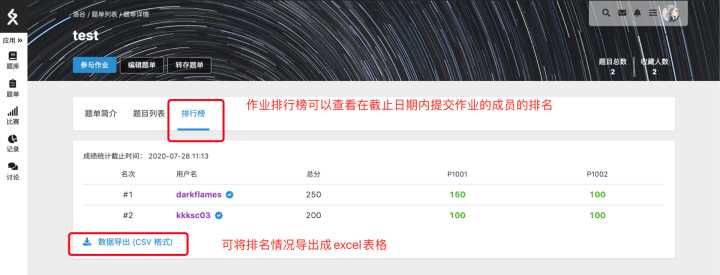 洛谷 / 题单列表 / 题单详情
test
应用 »
参与作业 编辑题单 转存题单
题目总数 收藏人数
2 2
题库
题单
比赛
记录
讨论
题单简介 题目列表 排行榜
作业排行榜可以查看在截止日期内提交作业的成员的排名
成绩统计截止时间： 2020-07-28 11:13
名次 用户名 总分 P1001 P1002
#1 darkflames 250 150 100
#2 kkksc03 200 100 100
数据导出 (CSV 格式)
可将排名情况导出成excel表格